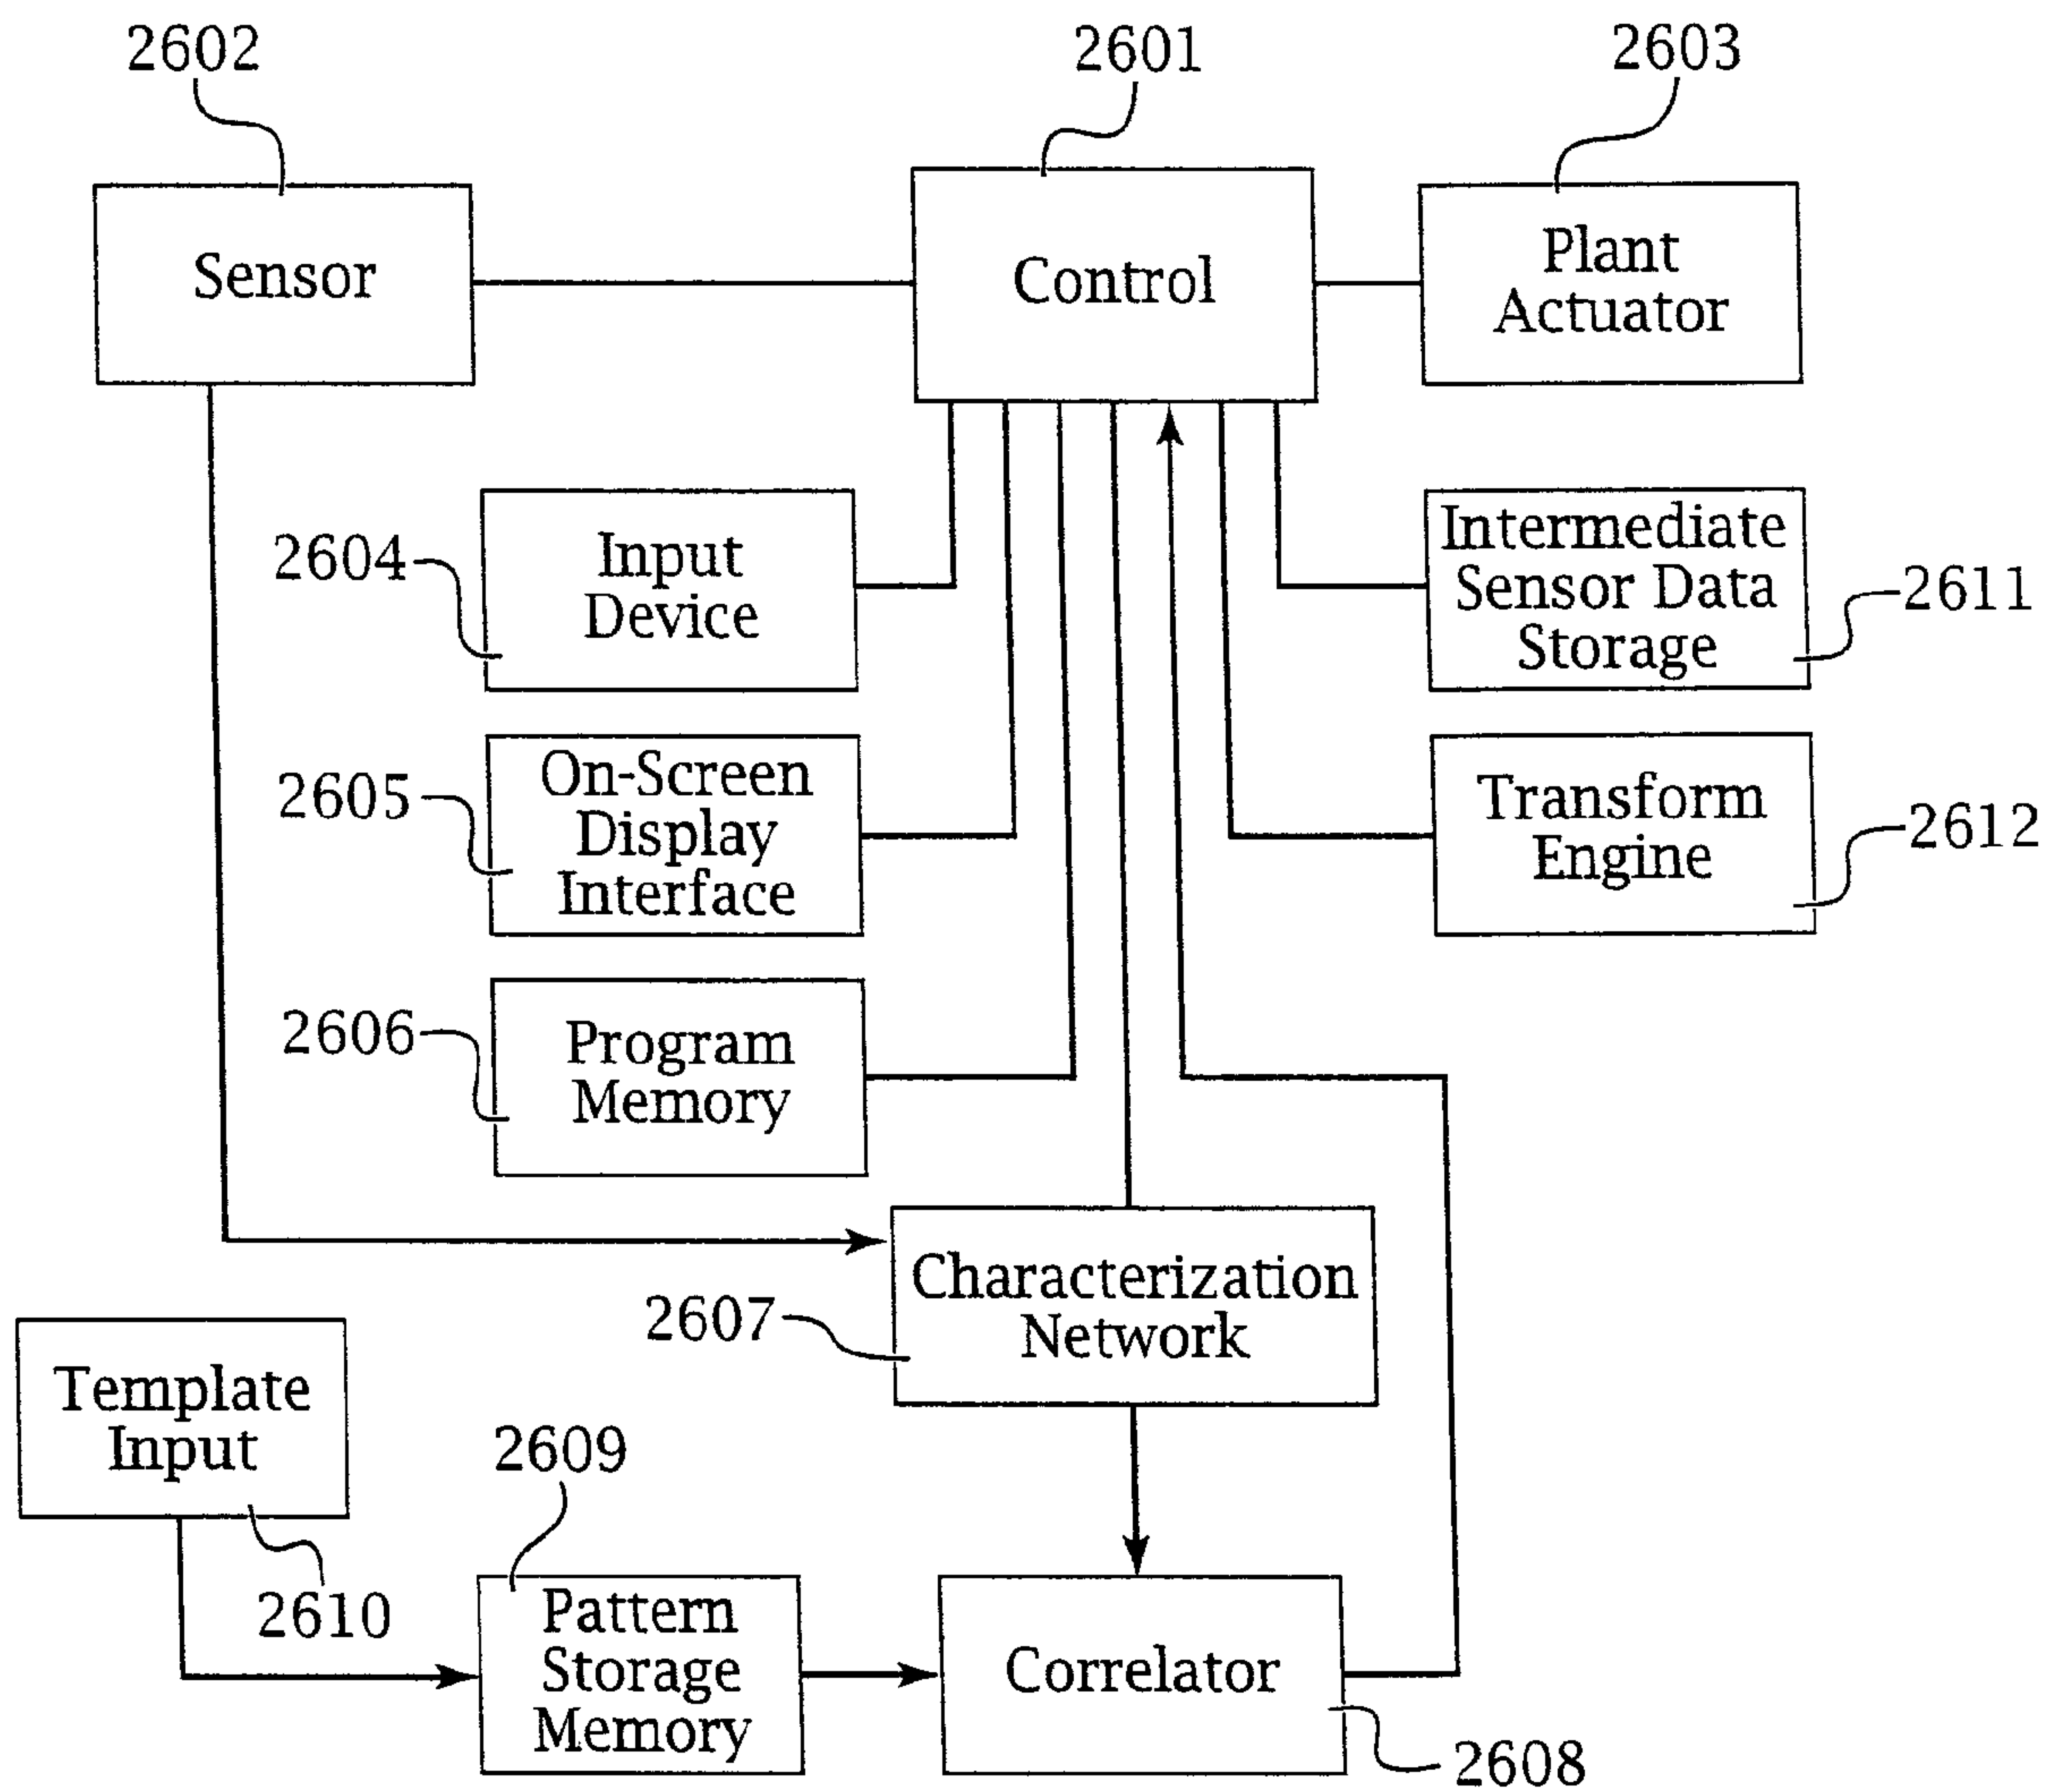 2602
2601
2603
Sensor
Control
Plant
Actuator
2604
Input
Device
Intermediate
Sensor Data
Storage
2611
2605
On-Screen
Display
Interface
Transform
Engine
2612
2606
Program
Memory
2607
Characterization
Network
Template
Input
2610
2609
Pattern
Storage
Memory
Correlator
2608